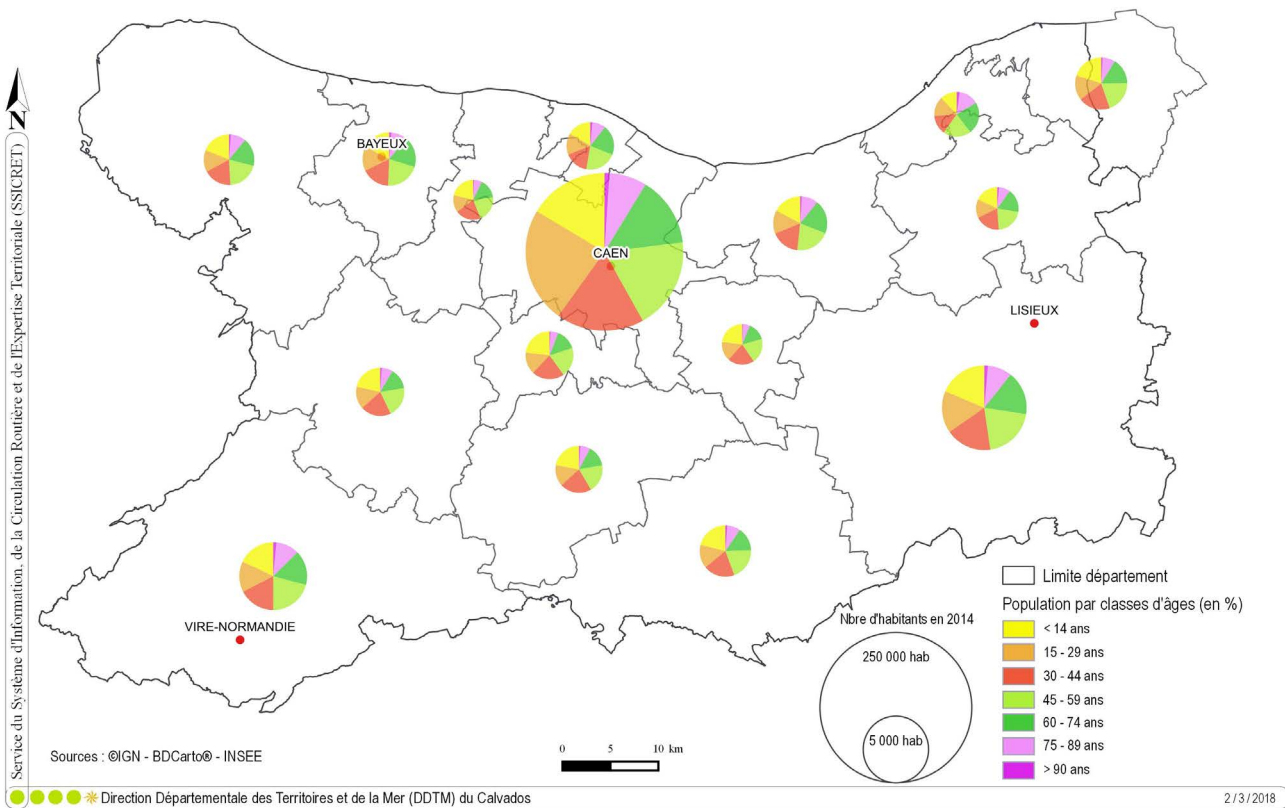 Service du Système d'Information, de la Circulation Routière et de l'Expertise Territoriale (SSICRET)
N
BAYEUX
CAEN
LISIEUX
VIRE-NORMANDIE
Nbre d'habitants en 2014
250 000 hab
5 000 hab
Limite département
Population par classes d'âges (en %)
< 14 ans
15 - 29 ans
30 - 44 ans
45 - 59 ans
60 - 74 ans
75 - 89 ans
> 90 ans
0 5 10 km
Sources : ©IGN - BDCarto® - INSEE
Direction Départementale des Territoires et de la Mer (DDTM) du Calvados
2 / 3 / 2018